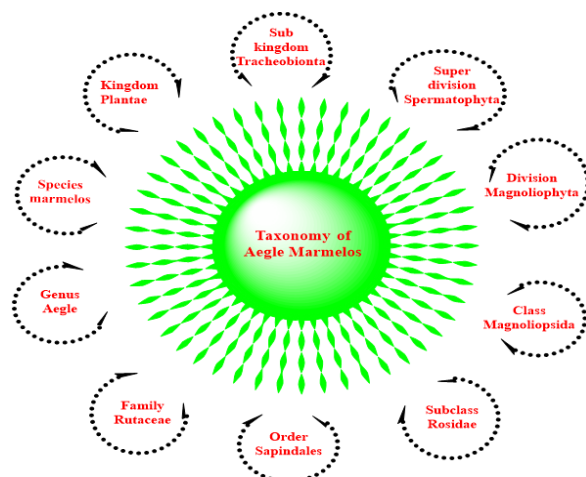 Sub
kingdom
Tracheobionta
Super
division
Spermatophyta
Division
Magnoliophyta
Class
Magnoliopsida
Subclass
Rosidae
Order
Sapindales
Family
Rutaceae
Genus
Aegle
Species
marmelos
Kingdom
Plantae
Taxonomy of
Aegle Marmelos